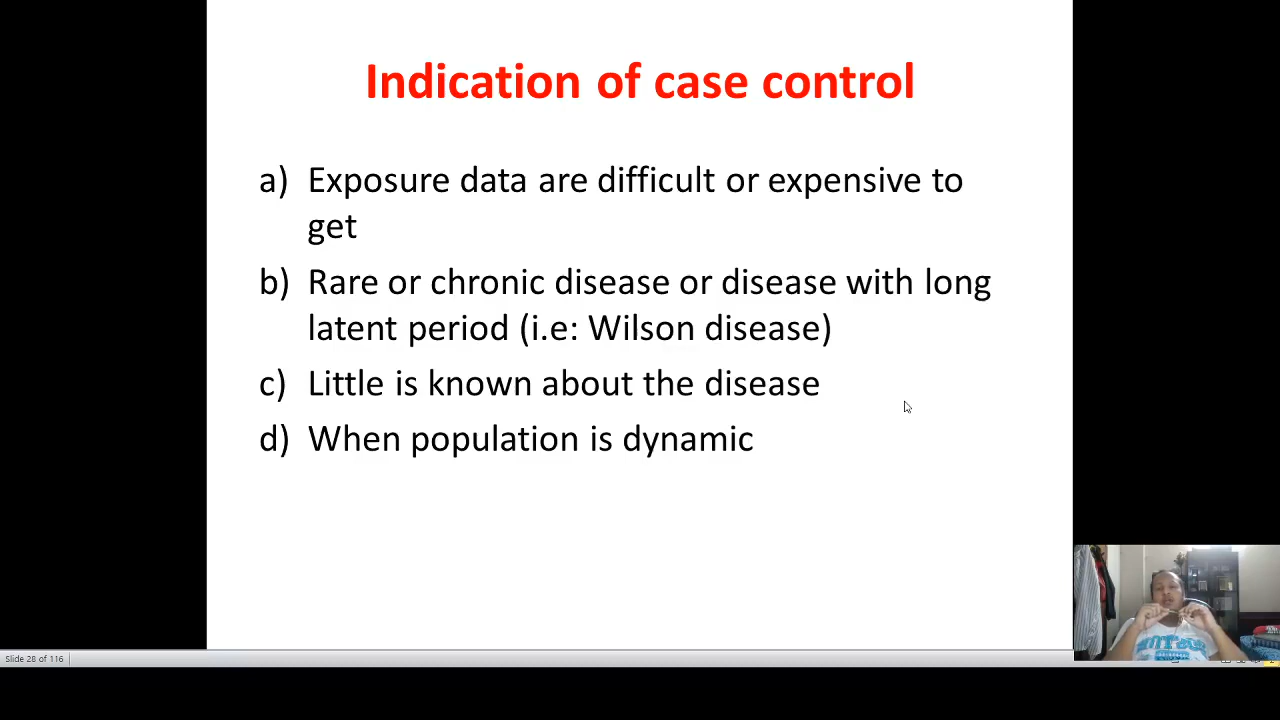 Indication of case control
a) Exposure data are difficult or expensive to
get
b) Rare or chronic disease or disease with long
latent period (i.e: Wilson disease)
c) Little is known about the disease
d) When population is dynamic
Slide 28 of 116